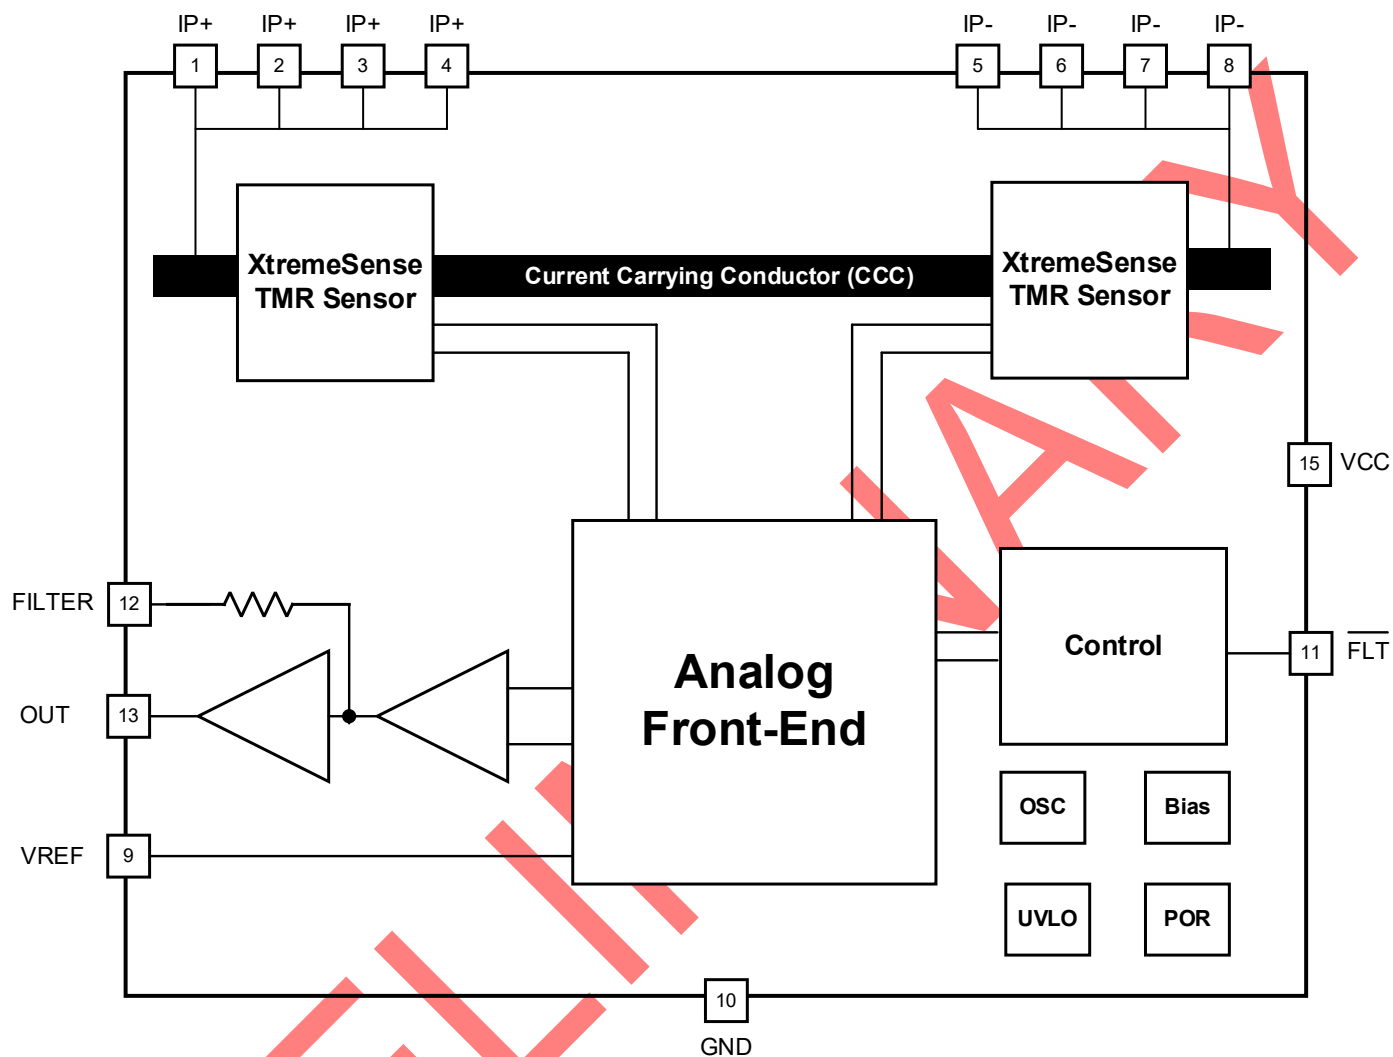 IP+ IP+ IP+ IP+ IP- IP- IP- IP-
1 2 3 4 5 6 7 8
XtremeSense
TMR Sensor
Current Carrying Conductor (CCC)
XtremeSense
TMR Sensor
15 VCC
FILTER 12
Analog
Front-End
Control
11 FLT
OUT 13
OSC Bias
VREF 9
UVLO POR
10
GND